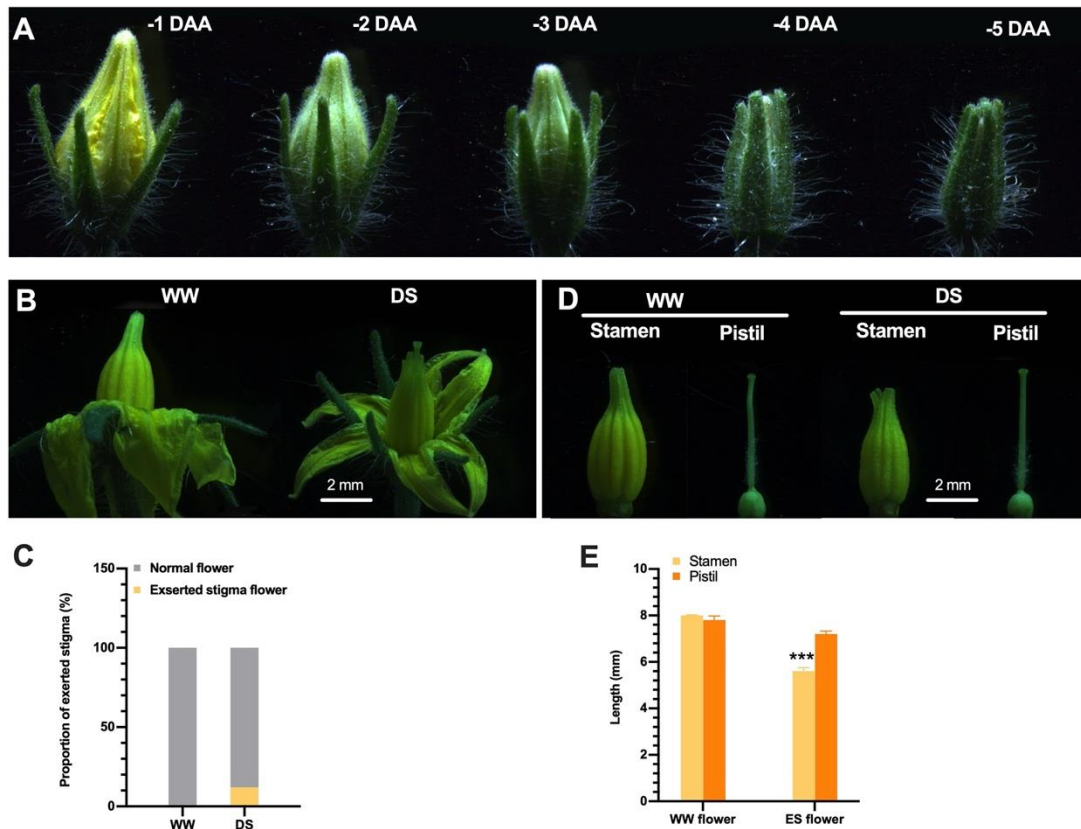 A
-1 DAA
-2 DAA
-3 DAA
-4 DAA
-5 DAA
B
WW
DS
2 mm
D
WW
DS
Stamen
Pistil
Stamen
Pistil
2 mm
C
Normal flower
Exserted stigma flower
Proportion of exerted stigma (%)
150
100
50
0
WW
DS
E
Stamen
Pistil
Length (mm)
10
8
6
4
2
0
***
WW flower
ES flower